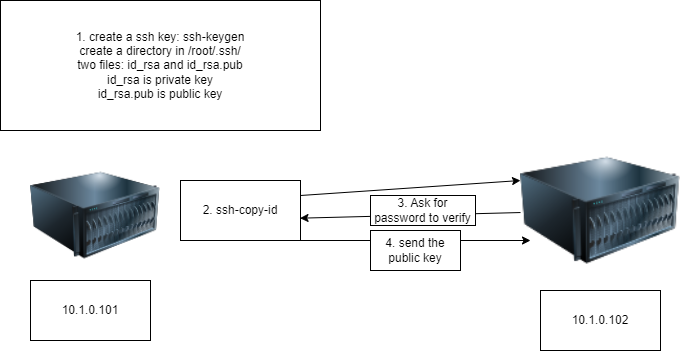 1. create a ssh key: ssh-keygen
create a directory in /root/.ssh/
two files: id_rsa and id_rsa.pub
id_rsa is private key
id_rsa.pub is public key
2. ssh-copy-id
3. Ask for
password to verify
4. send the
public key
10.1.0.101
10.1.0.102